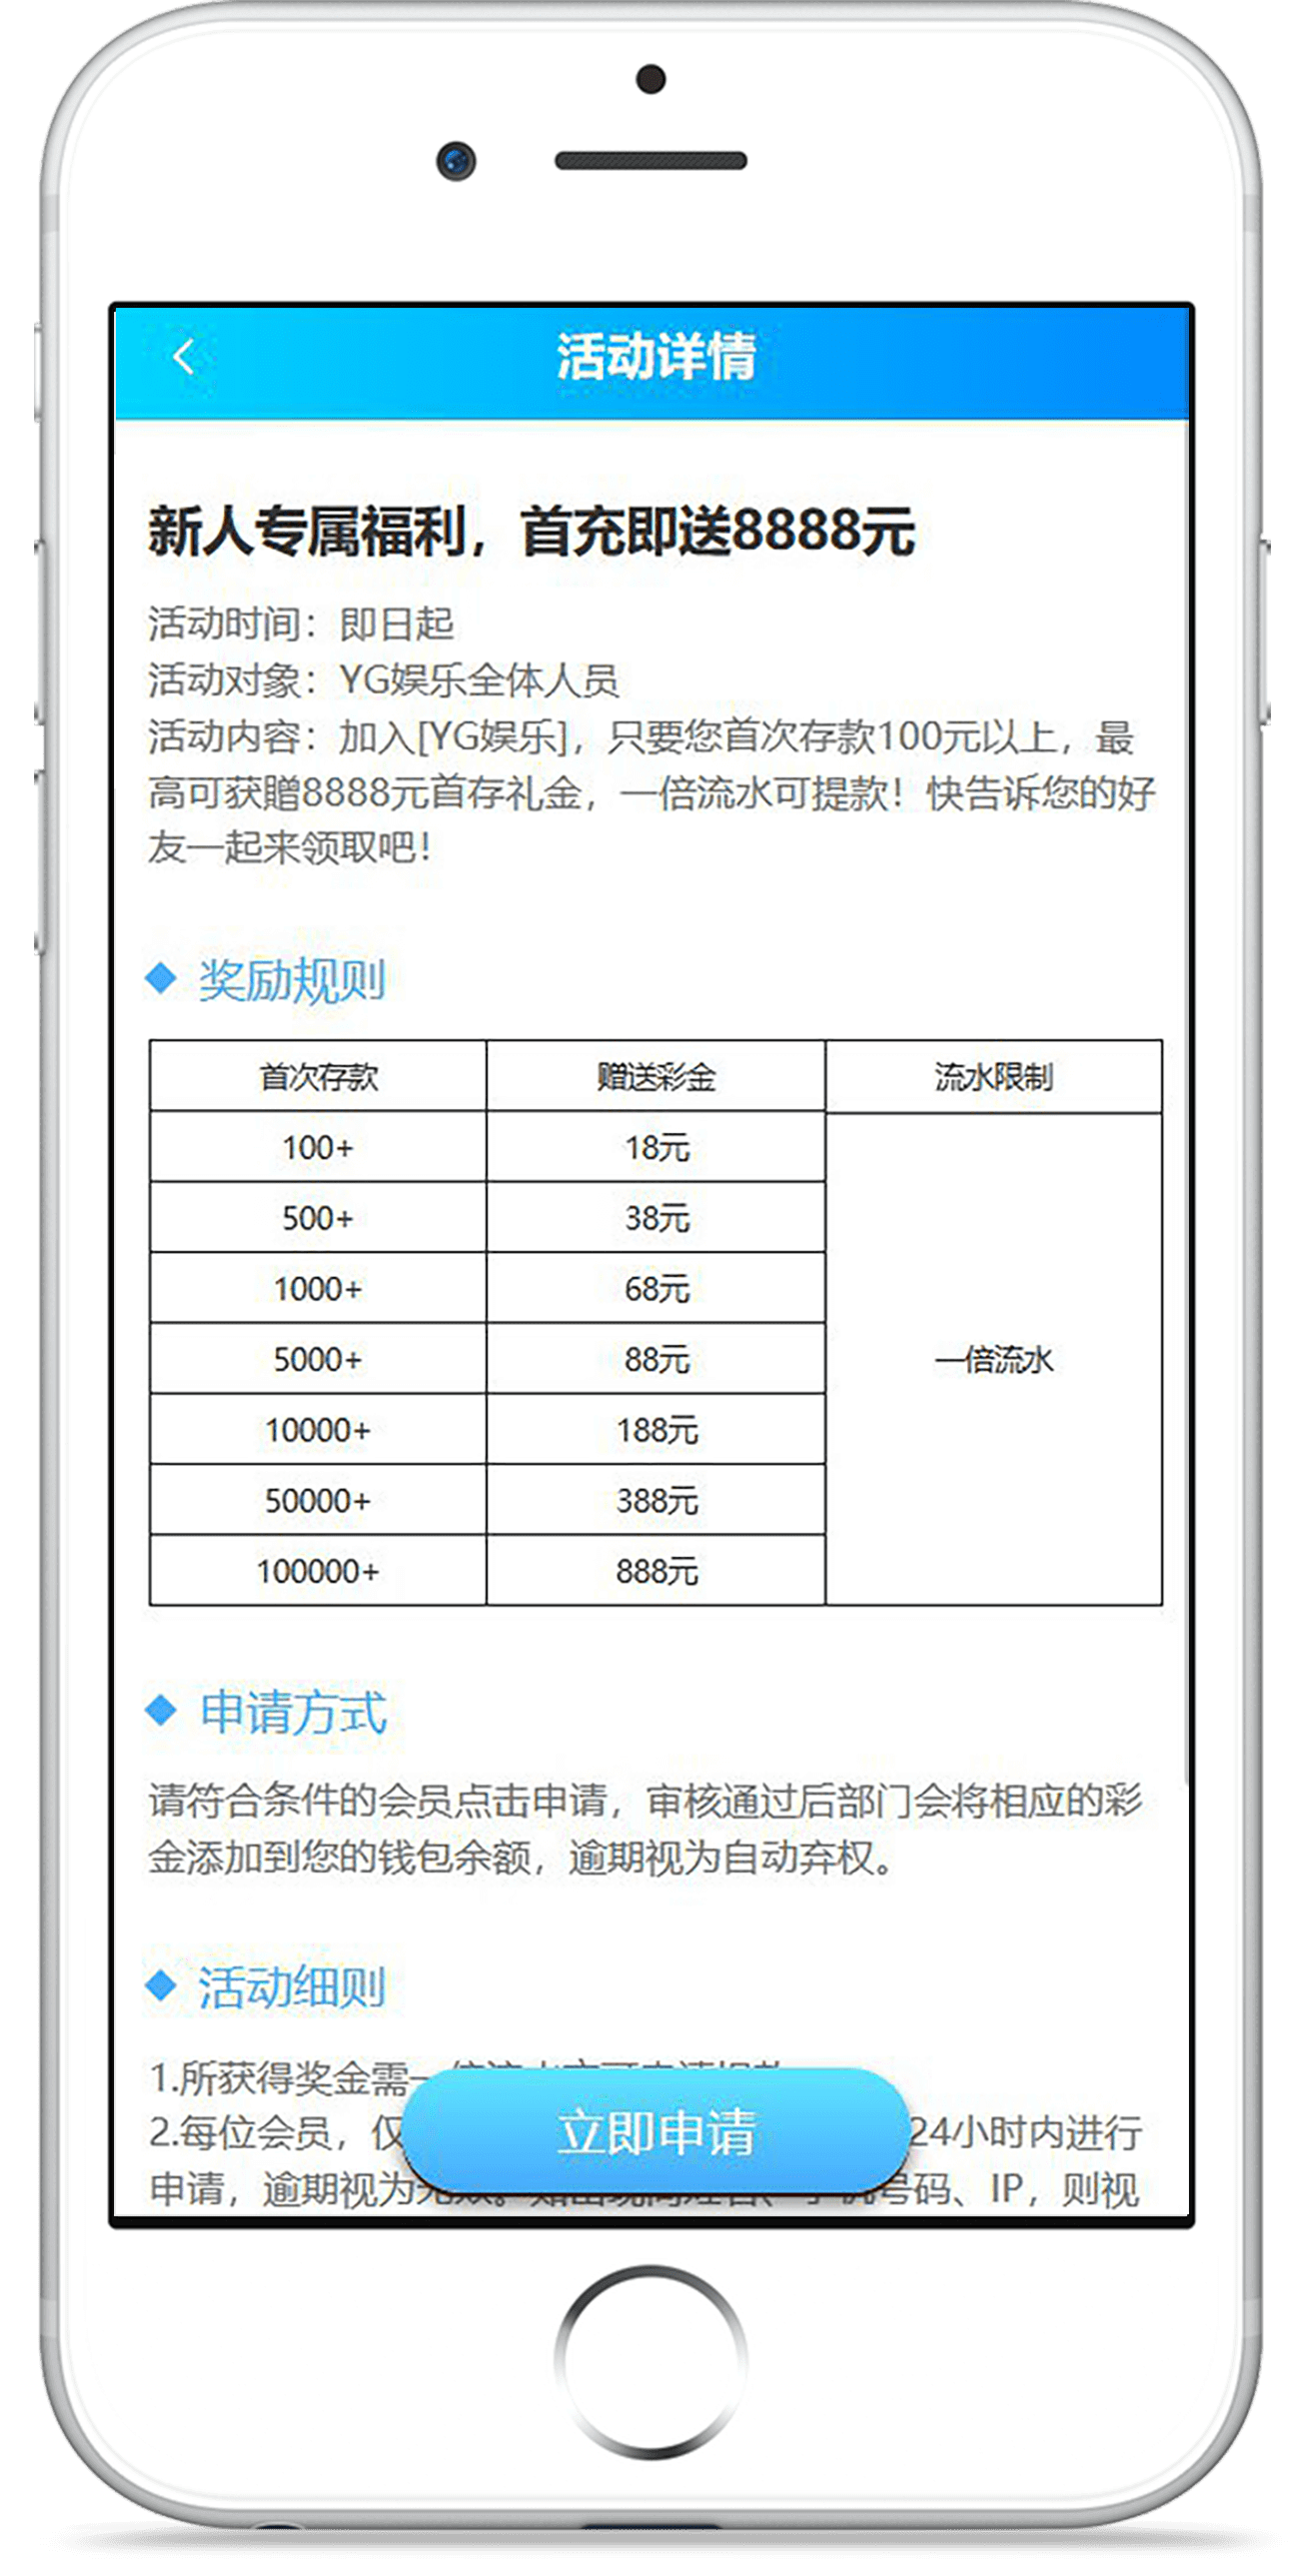 活动详情
新人专属福利，首充即送8888元
活动时间：即日起
活动对象：YG娱乐全体人员
活动内容：加入[YG娱乐]，只要您首次存款100元以上，最
高可获赠8888元首存礼金，一倍流水可提款！快告诉您的好
友一起来领取吧！
奖励规则
首次存款 赠送彩金 流水限制
100+ 18元
500+ 38元
1000+ 68元
5000+ 88元 一倍流水
10000+ 188元
50000+ 388元
100000+ 888元
申请方式
请符合条件的会员点击申请，审核通过后部门会将相应的彩
金添加到您的钱包余额，逾期视为自动弃权。
活动细则
1.所获得奖金需一
2.每位会员，仅 24小时内进行
申请，逾期视为 号码、IP，则视
立即申请